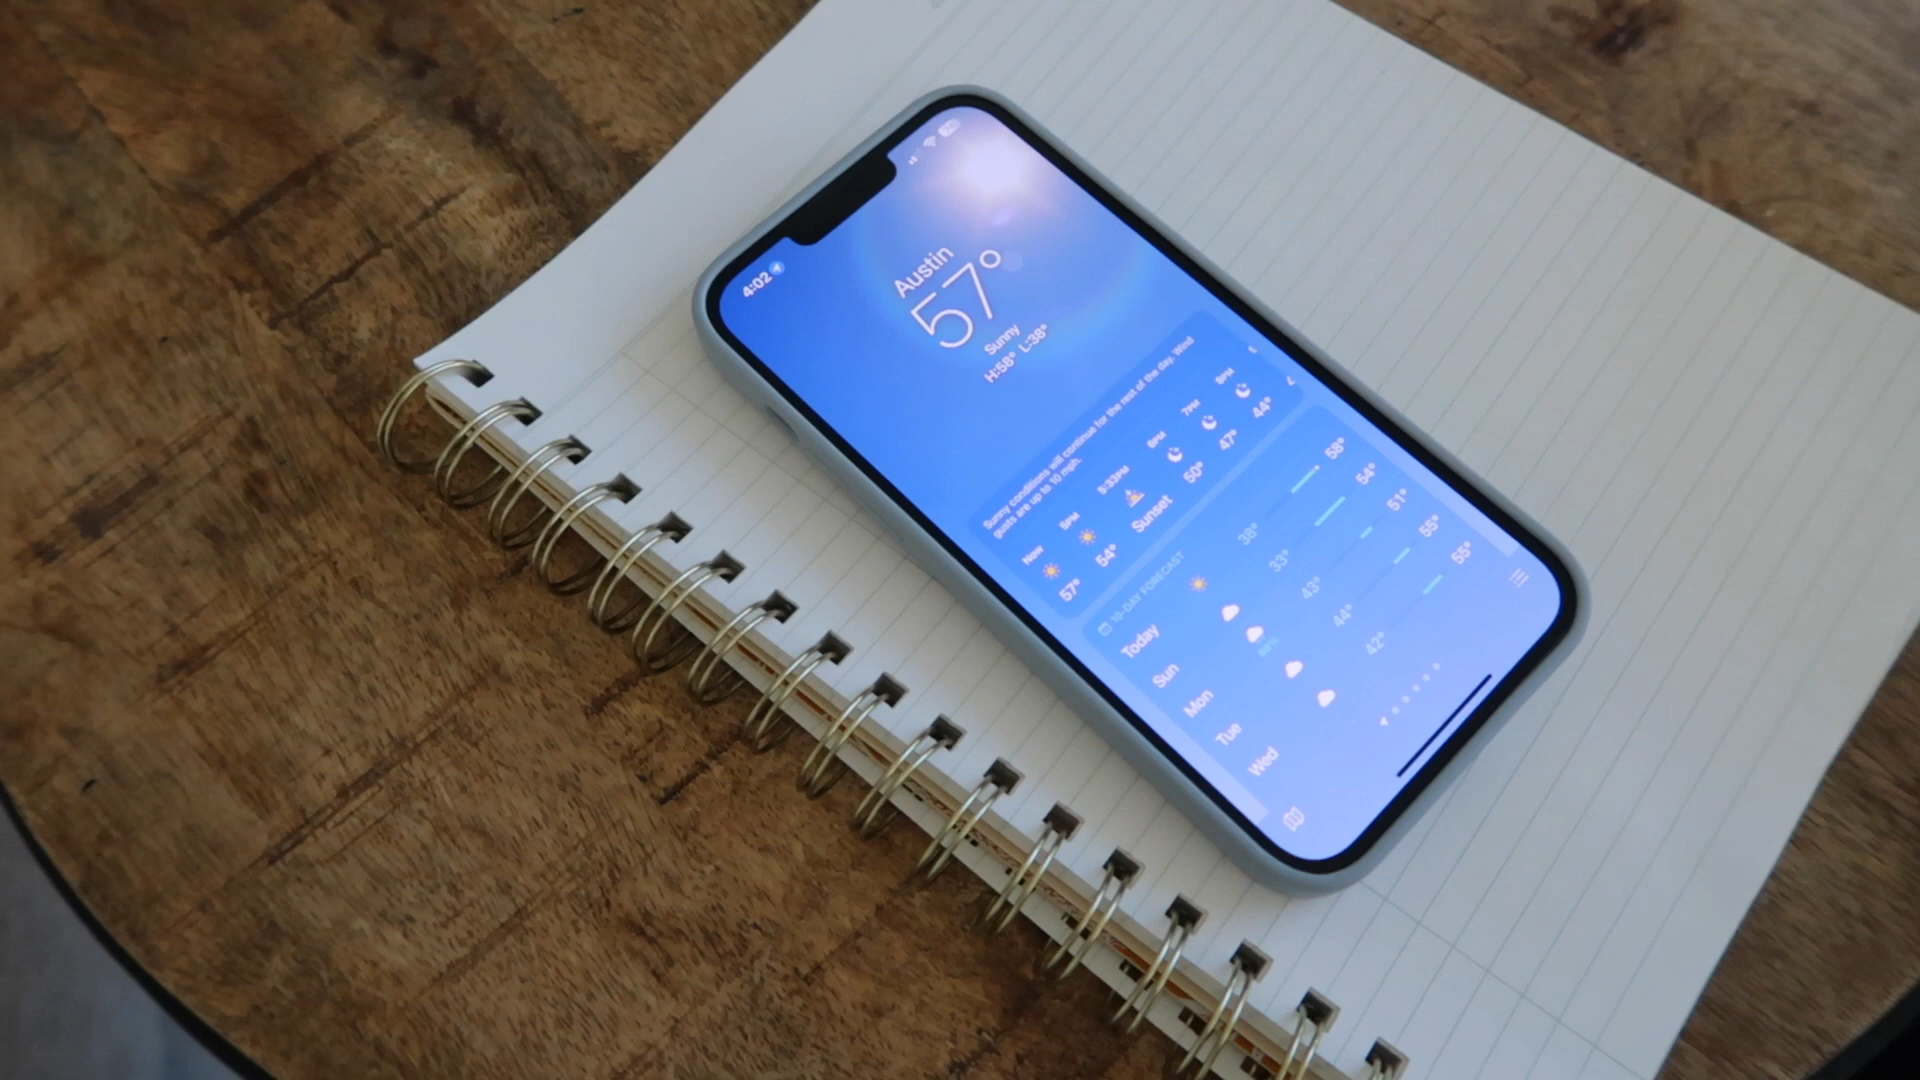 4:02
Austin
57°
Sunny
H:58° L:38°
Sunny conditions will continue for the rest of the day. Wind
gusts are up to 10 mph.
Now 5PM 5:33PM 6PM 7PM 8PM
57° 54° Sunset 50° 47° 44°
10-DAY FORECAST
Today 38° 58°
Sun 33° 54°
Mon 43° 51°
Tue 44° 55°
Wed 42° 55°